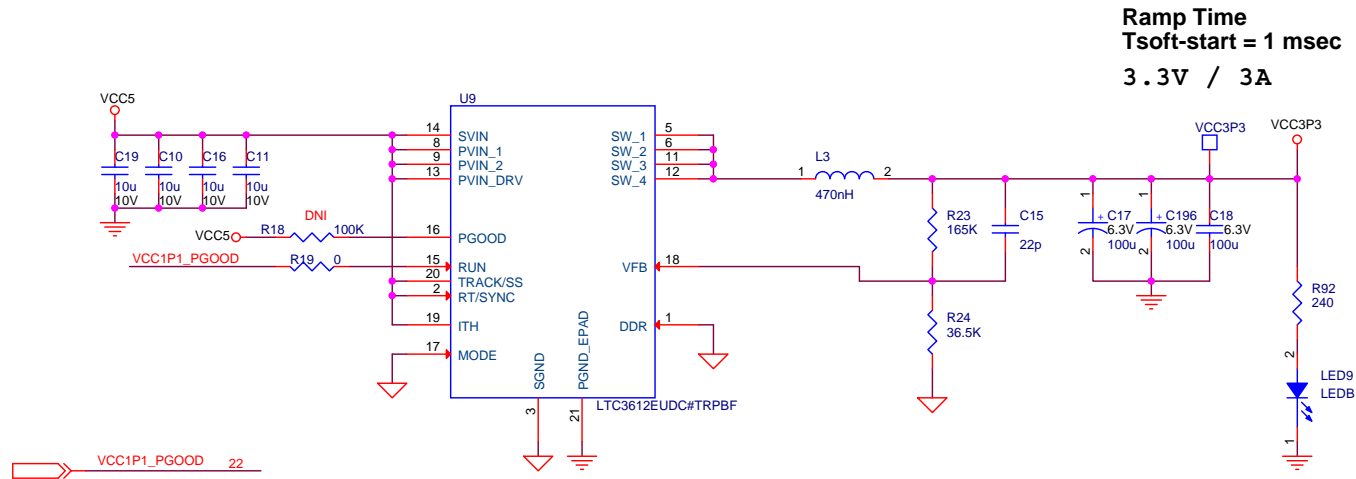 Ramp Time
Tsoft-start = 1 msec
3.3V / 3A
VCC5
U9
VCC3P3
VCC3P3
C19
10u
10V
C10
10u
10V
C16
10u
10V
C11
10u
10V
14
SVIN
8
PVIN_1
9
PVIN_2
13
PVIN_DRV
5
SW_1
6
SW_2
11
SW_3
12
SW_4
L3
1
2
470nH
DNI
VCC5
R18
100K
16
PGOOD
VCC1P1_PGOOD
R19
0
15
RUN
20
TRACK/SS
2
RT/SYNC
19
ITH
17
MODE
VFB
18
DDR
1
SGND
3
PGND_EPAD
21
LTC3612EUDC#TRPBF
R23
165K
C15
22p
R24
36.5K
1
+
C17
6.3V
100u
2
1
+
C196
6.3V
100u
2
C18
6.3V
100u
R92
240
2
LED9
LEDB
1
VCC1P1_PGOOD
22